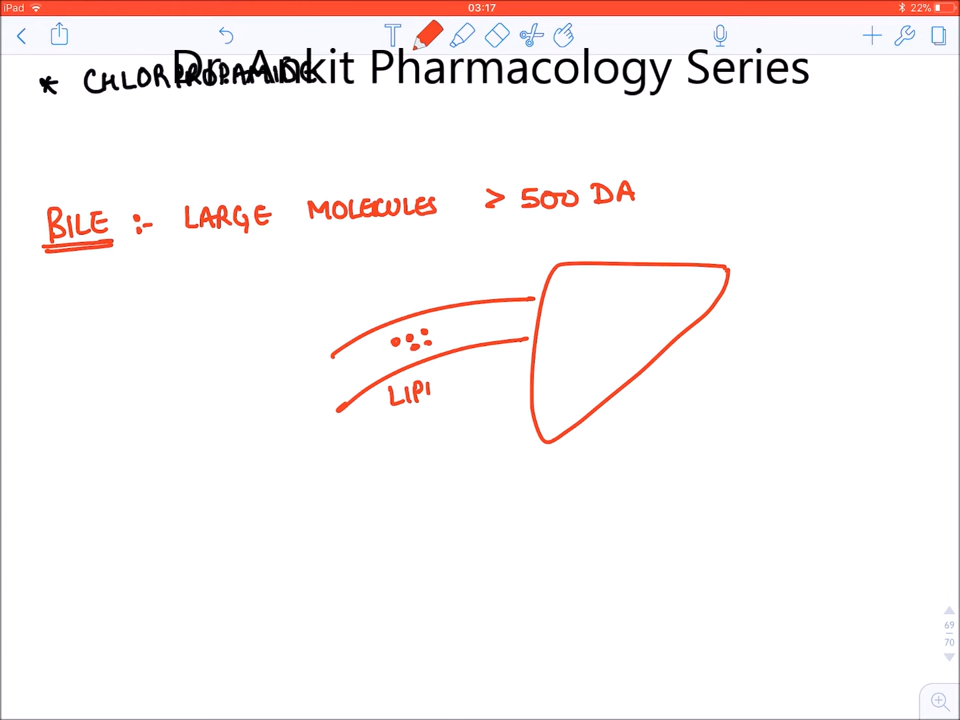 iPad 03:17 22%
T
Dr. Ankit Pharmacology Series
* CHLORPROPAMIDE
BILE :- LARGE MOLECULES > 500 DA
LIPI
69
70